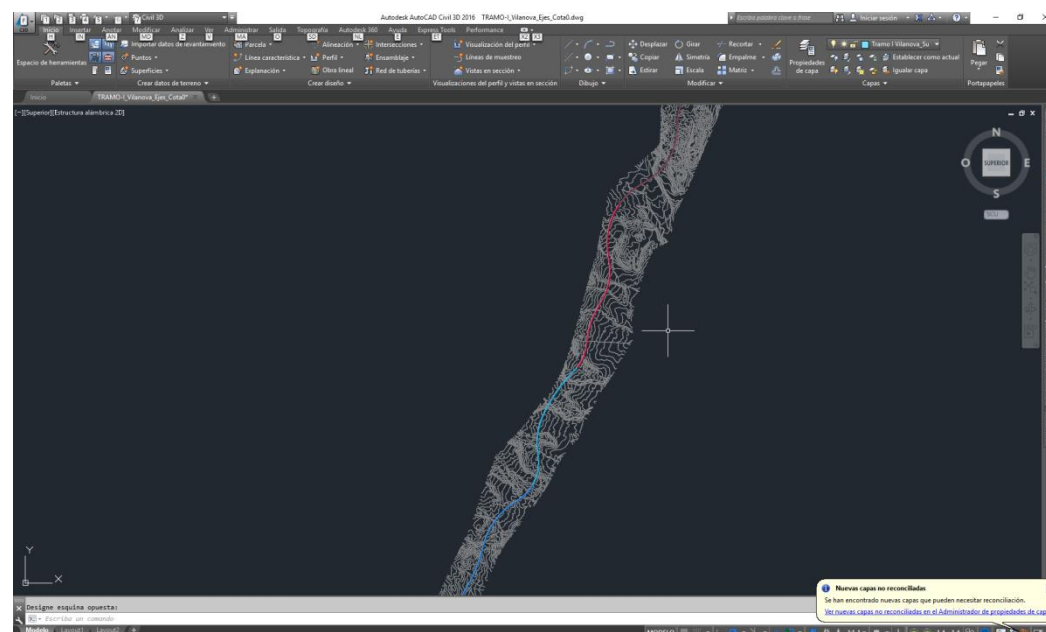 Civil 3D
Autodesk AutoCAD Civil 3D 2016 TRAMO-I_Vilanova_Ejes_Cota0.dwg
Escriba palabra clave o frase
Iniciar sesión
Inicio Insertar Anotar Modificar Analizar Ver Administrar Salida Topografía Autodesk 360 Ayuda Express Tools Performance
Importar datos de levantamiento Parcela Alineación Intersecciones Visualización del perfil Desplazar Girar Recortar Tramo I Vilanova_Su
Espacio de herramientas Puntos Línea característica Perfil Ensamblaje Líneas de muestreo Copiar Simetría Empalme Propiedades de capa Establecer como actual Pegar
Superficies Explanación Obra lineal Red de tuberías Vistas en sección Estirar Escala Matriz Igualar capa
Paletas Crear datos de terreno Crear diseño Visualizaciones del perfil y vistas en sección Dibujo Modificar Capas Portapapeles
Inicio TRAMO-I_Vilanova_Ejes_Cota0*
[−][Superior][Estructura alámbrica 2D]
N
O SUPERIOR E
S
SCU
Y
X
Nuevas capas no reconciliadas
Se han encontrado nuevas capas que pueden necesitar reconciliación.
Ver nuevas capas no reconciliadas en el Administrador de propiedades de cap
Designe esquina opuesta:
Escriba un comando
Modelo Layout1 Layout2 +
MODELO